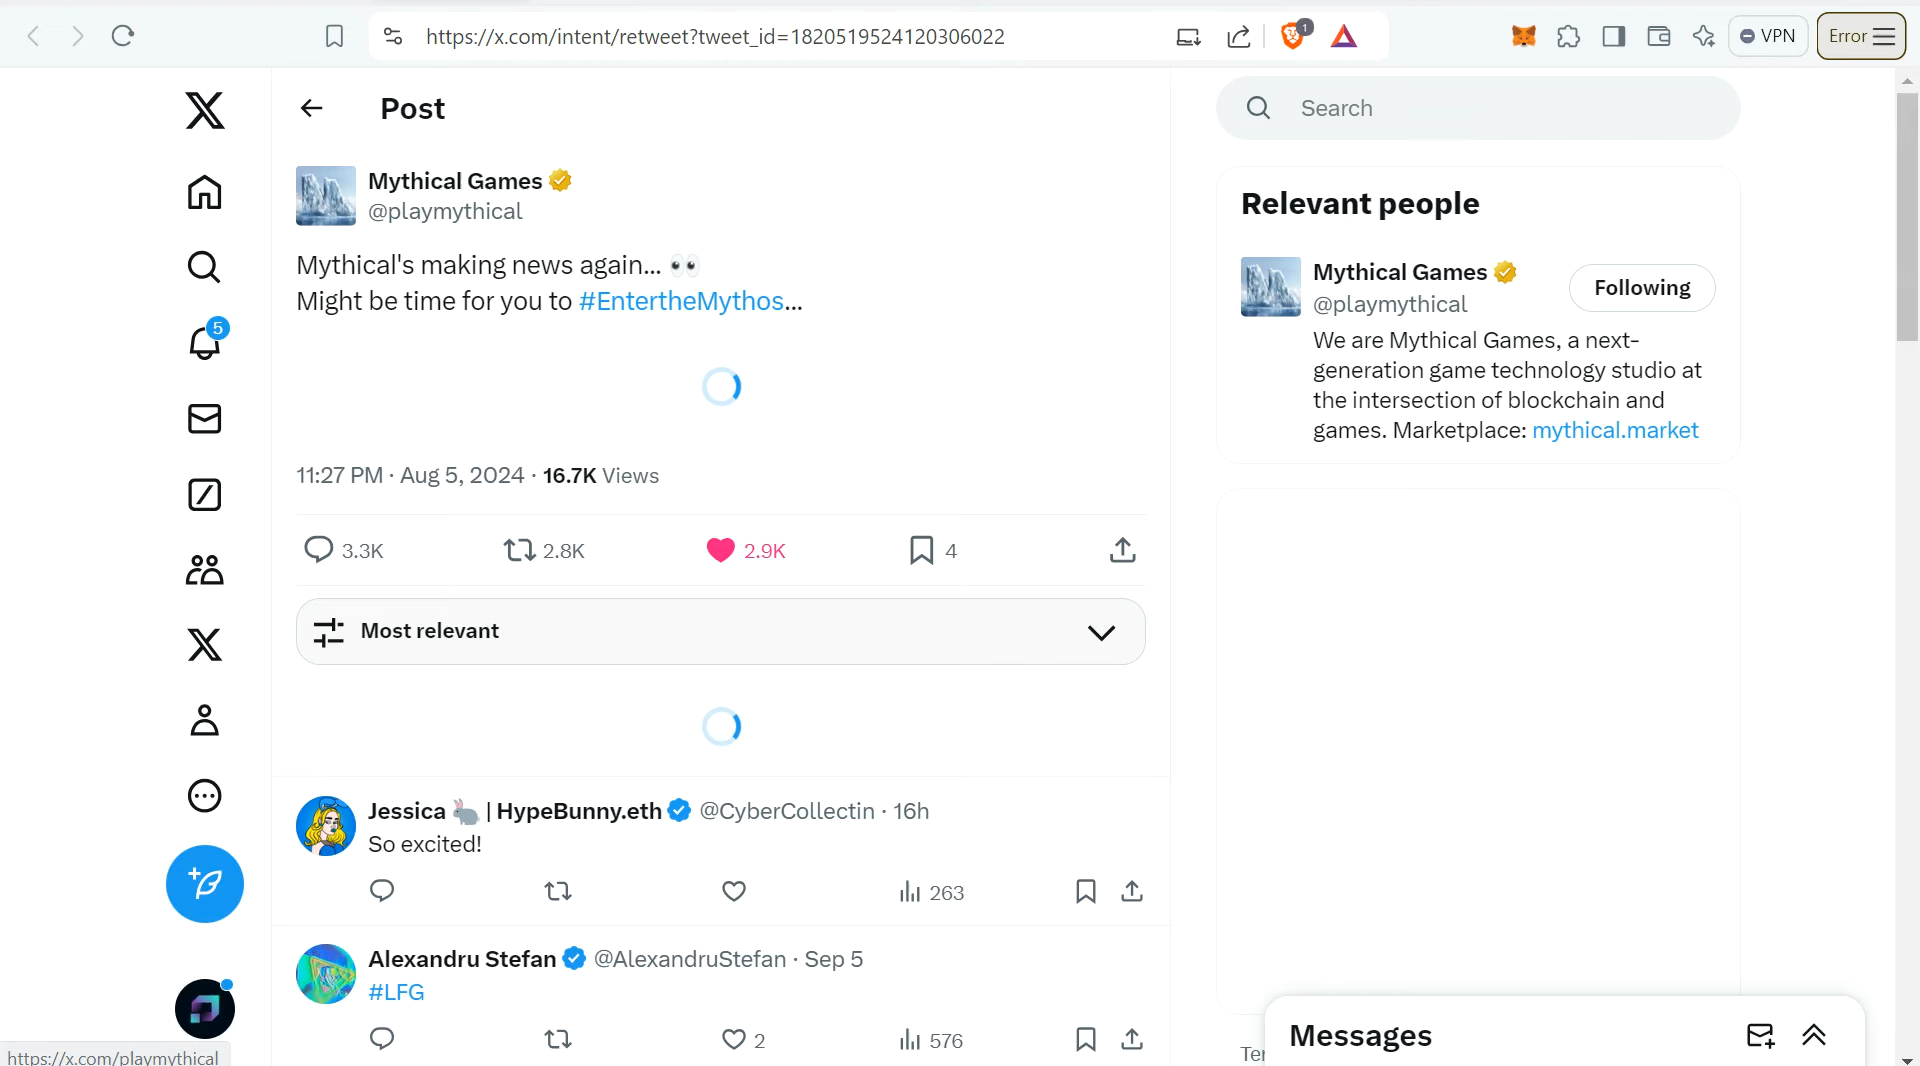 https://x.com/intent/retweet?tweet_id=1820519524120306022
1
VPN
Error
Post
Search
Mythical Games
@playmythical
Mythical's making news again... 👀
Might be time for you to #EntertheMythos...
11:27 PM · Aug 5, 2024 · 16.7K Views
3.3K
2.8K
2.9K
4
Most relevant
Jessica 🐇 | HypeBunny.eth @CyberCollectin · 16h
So excited!
263
Alexandru Stefan @AlexandruStefan · Sep 5
#LFG
2
576
5
Relevant people
Mythical Games
@playmythical
Following
We are Mythical Games, a next-
generation game technology studio at
the intersection of blockchain and
games. Marketplace: mythical.market
Messages
https://x.com/playmythical